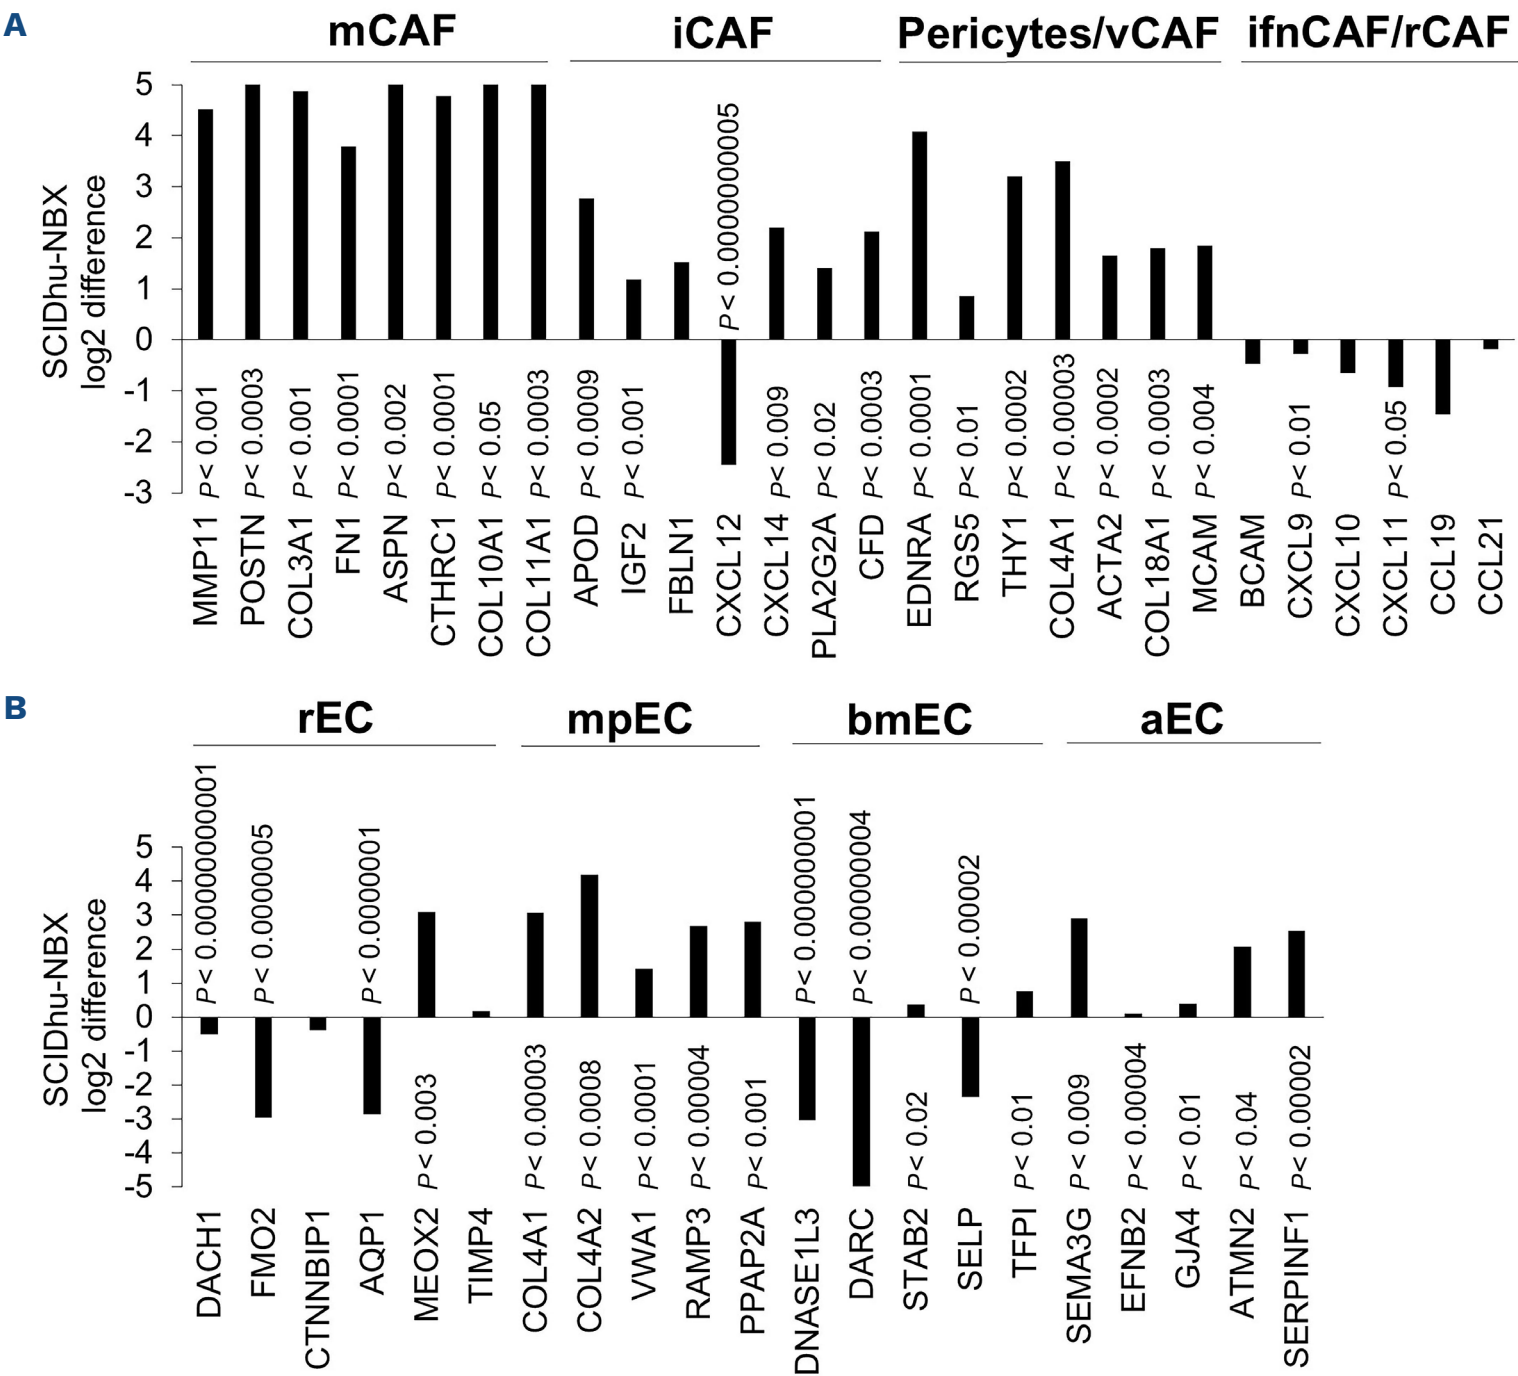 A
mCAF
iCAF
Pericytes/vCAF
ifnCAF/rCAF
SCIDhu-NBX
log2 difference
5
4
3
2
1
0
-1
-2
-3
P< 0.001
P< 0.0003
P< 0.001
P< 0.0001
P< 0.002
P< 0.0001
P< 0.05
P< 0.0003
P< 0.0009
P< 0.001
P< 0.0000000005
P< 0.009
P< 0.02
P< 0.0003
P< 0.0001
P< 0.01
P< 0.0002
P< 0.00003
P< 0.0002
P< 0.0003
P< 0.004
P< 0.01
P< 0.05
MMP11
POSTN
COL3A1
FN1
ASPN
CTHRC1
COL10A1
COL11A1
APOD
IGF2
FBLN1
CXCL12
CXCL14
PLA2G2A
CFD
EDNRA
RGS5
THY1
COL4A1
ACTA2
COL18A1
MCAM
BCAM
CXCL9
CXCL10
CXCL11
CCL19
CCL21
B
rEC
mpEC
bmEC
aEC
SCIDhu-NBX
log2 difference
5
4
3
2
1
0
-1
-2
-3
-4
-5
P< 0.00000000001
P< 0.0000005
P< 0.0000001
P< 0.003
P< 0.00003
P< 0.0008
P< 0.0001
P< 0.00004
P< 0.001
P< 0.000000001
P< 0.00000004
P< 0.02
P< 0.00002
P< 0.01
P< 0.009
P< 0.00004
P< 0.01
P< 0.04
P< 0.00002
DACH1
FMO2
CTNNBIP1
AQP1
MEOX2
TIMP4
COL4A1
COL4A2
VWA1
RAMP3
PPAP2A
DNASE1L3
DARC
STAB2
SELP
TFPI
SEMA3G
EFNB2
GJA4
ATMN2
SERPINF1